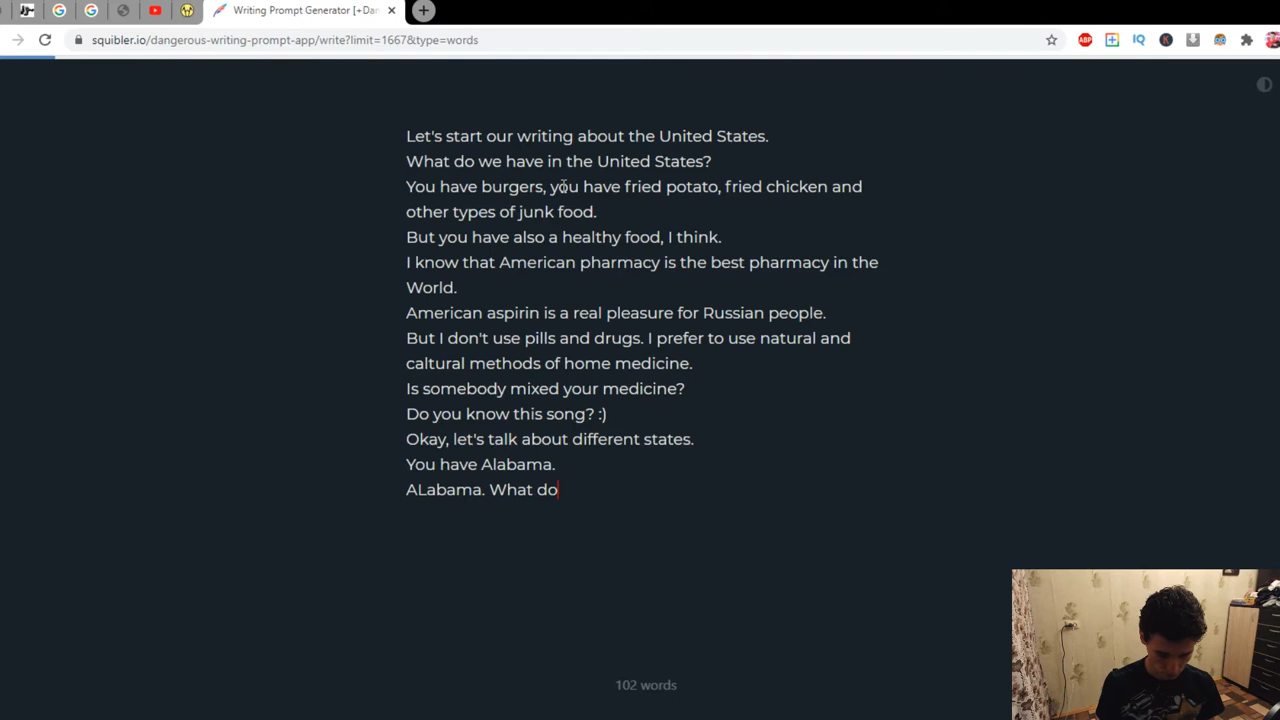 Writing Prompt Generator [+Dan
squibler.io/dangerous-writing-prompt-app/write?limit=1667&type=words
ABP
IQ
K
Let's start our writing about the United States.
What do we have in the United States?
You have burgers, you have fried potato, fried chicken and
other types of junk food.
But you have also a healthy food, I think.
I know that American pharmacy is the best pharmacy in the
World.
American aspirin is a real pleasure for Russian people.
But I don't use pills and drugs. I prefer to use natural and
caltural methods of home medicine.
Is somebody mixed your medicine?
Do you know this song? :)
Okay, let's talk about different states.
You have Alabama.
ALabama. What do
102 words